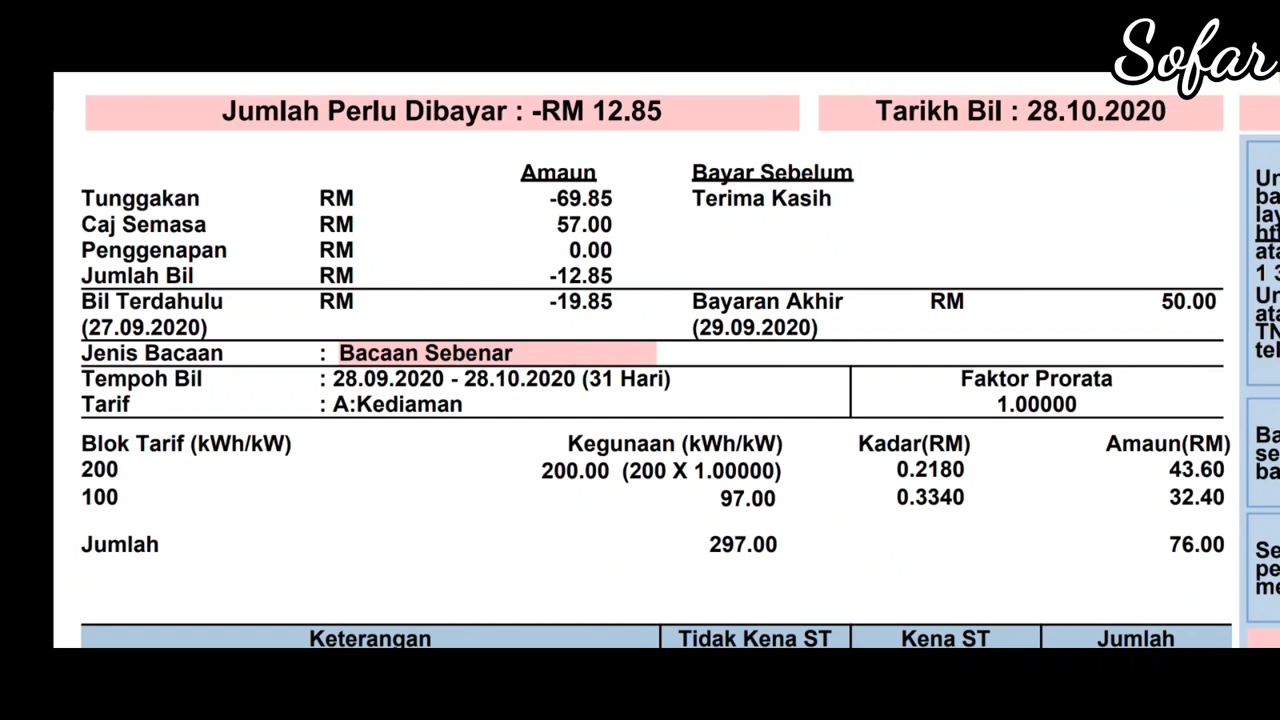 Sofar
Jumlah Perlu Dibayar : -RM 12.85
Tarikh Bil : 28.10.2020
Amaun Bayar Sebelum
Tunggakan RM -69.85 Terima Kasih
Caj Semasa RM 57.00
Penggenapan RM 0.00
Jumlah Bil RM -12.85
Bil Terdahulu RM -19.85 Bayaran Akhir RM 50.00
(27.09.2020) (29.09.2020)
Jenis Bacaan : Bacaan Sebenar
Tempoh Bil : 28.09.2020 - 28.10.2020 (31 Hari) Faktor Prorata
Tarif : A:Kediaman 1.00000
Blok Tarif (kWh/kW) Kegunaan (kWh/kW) Kadar(RM) Amaun(RM)
200 200.00 (200 X 1.00000) 0.2180 43.60
100 97.00 0.3340 32.40
Jumlah 297.00 76.00
Keterangan Tidak Kena ST Kena ST Jumlah